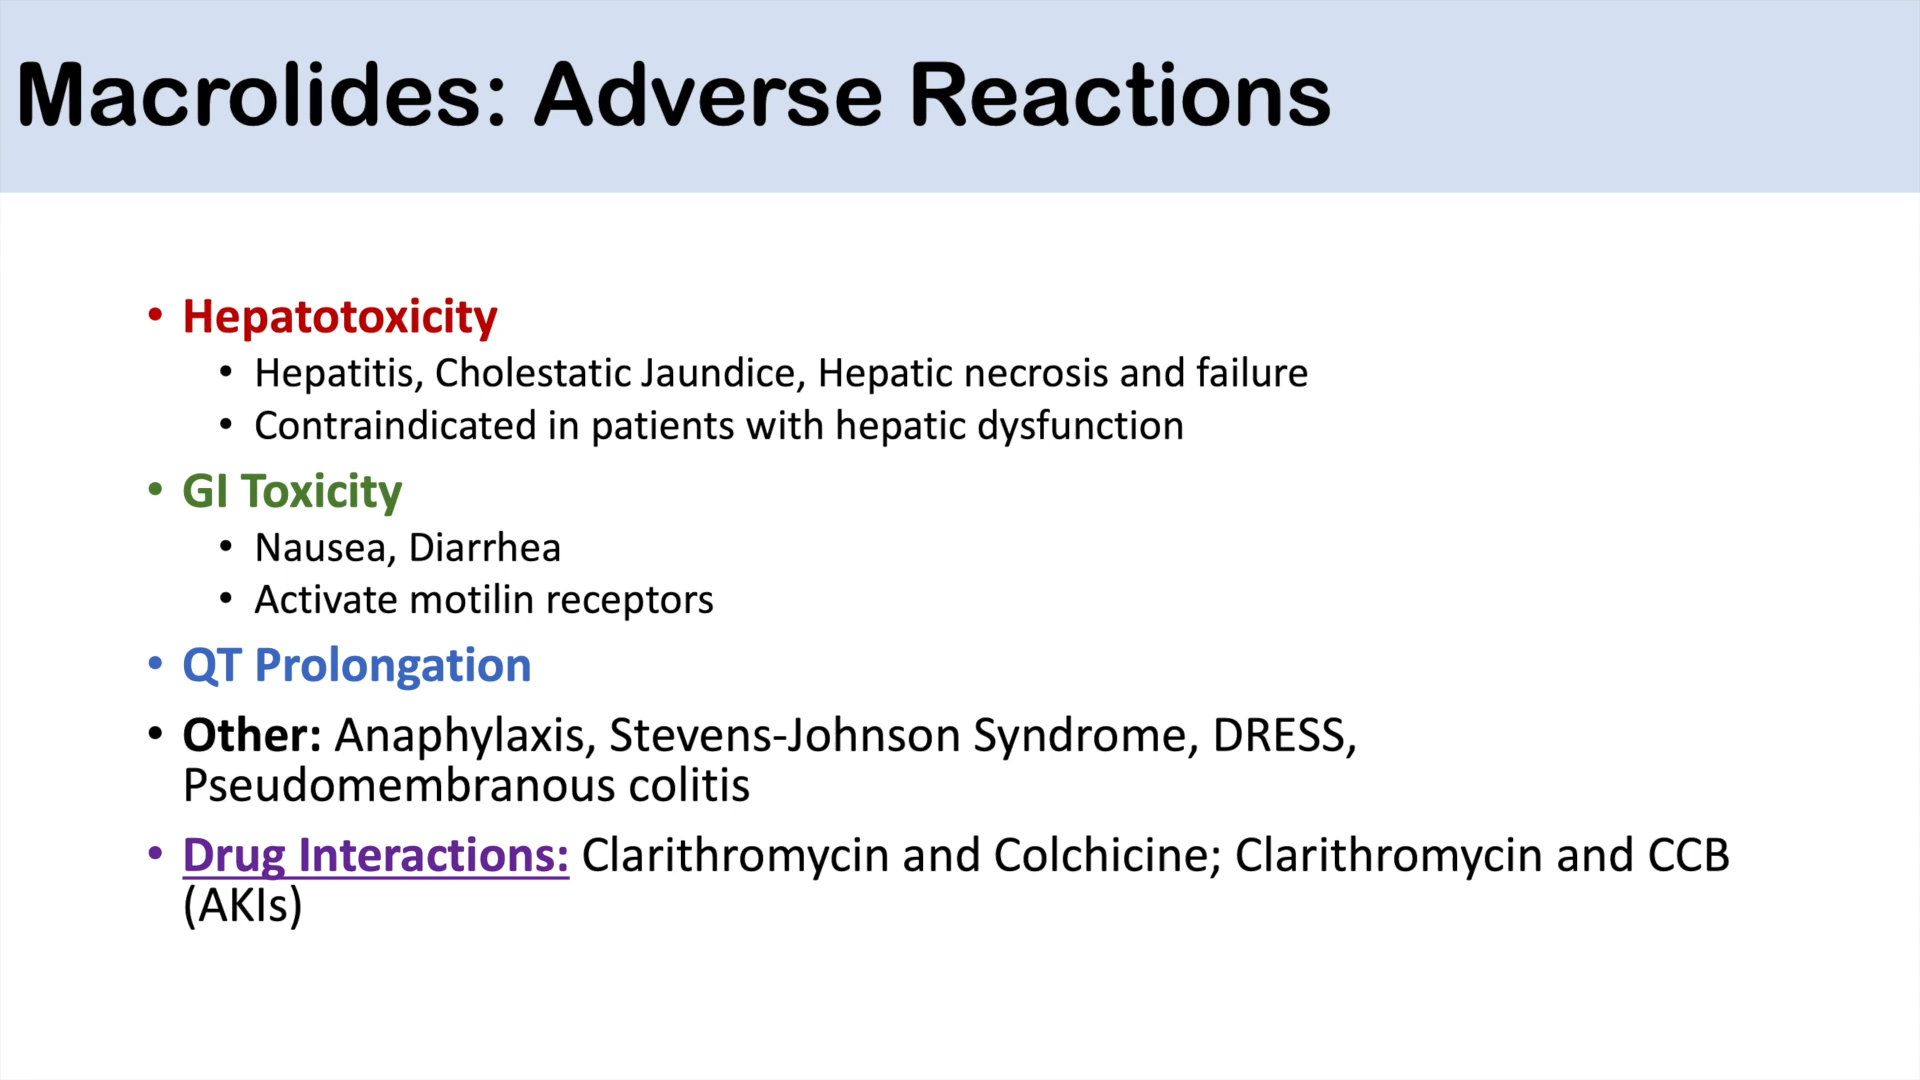 Macrolides: Adverse Reactions
• Hepatotoxicity
• Hepatitis, Cholestatic Jaundice, Hepatic necrosis and failure
• Contraindicated in patients with hepatic dysfunction
• GI Toxicity
• Nausea, Diarrhea
• Activate motilin receptors
• QT Prolongation
• Other: Anaphylaxis, Stevens-Johnson Syndrome, DRESS,
Pseudomembranous colitis
• Drug Interactions: Clarithromycin and Colchicine; Clarithromycin and CCB
(AKIs)